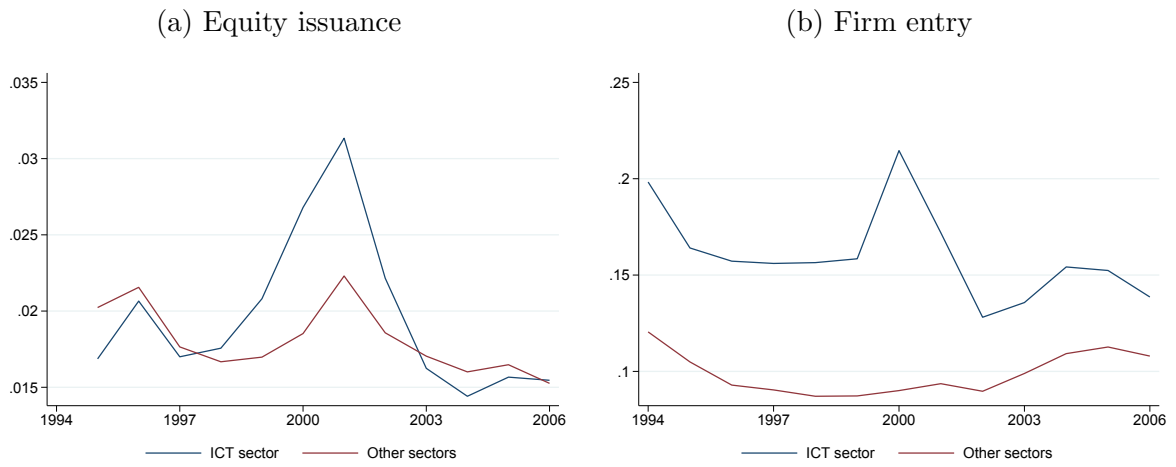 (a) Equity issuance
.035
.03
.025
.02
.015
1994 1997 2000 2003 2006
ICT sector Other sectors
(b) Firm entry
.25
.2
.15
.1
1994 1997 2000 2003 2006
ICT sector Other sectors